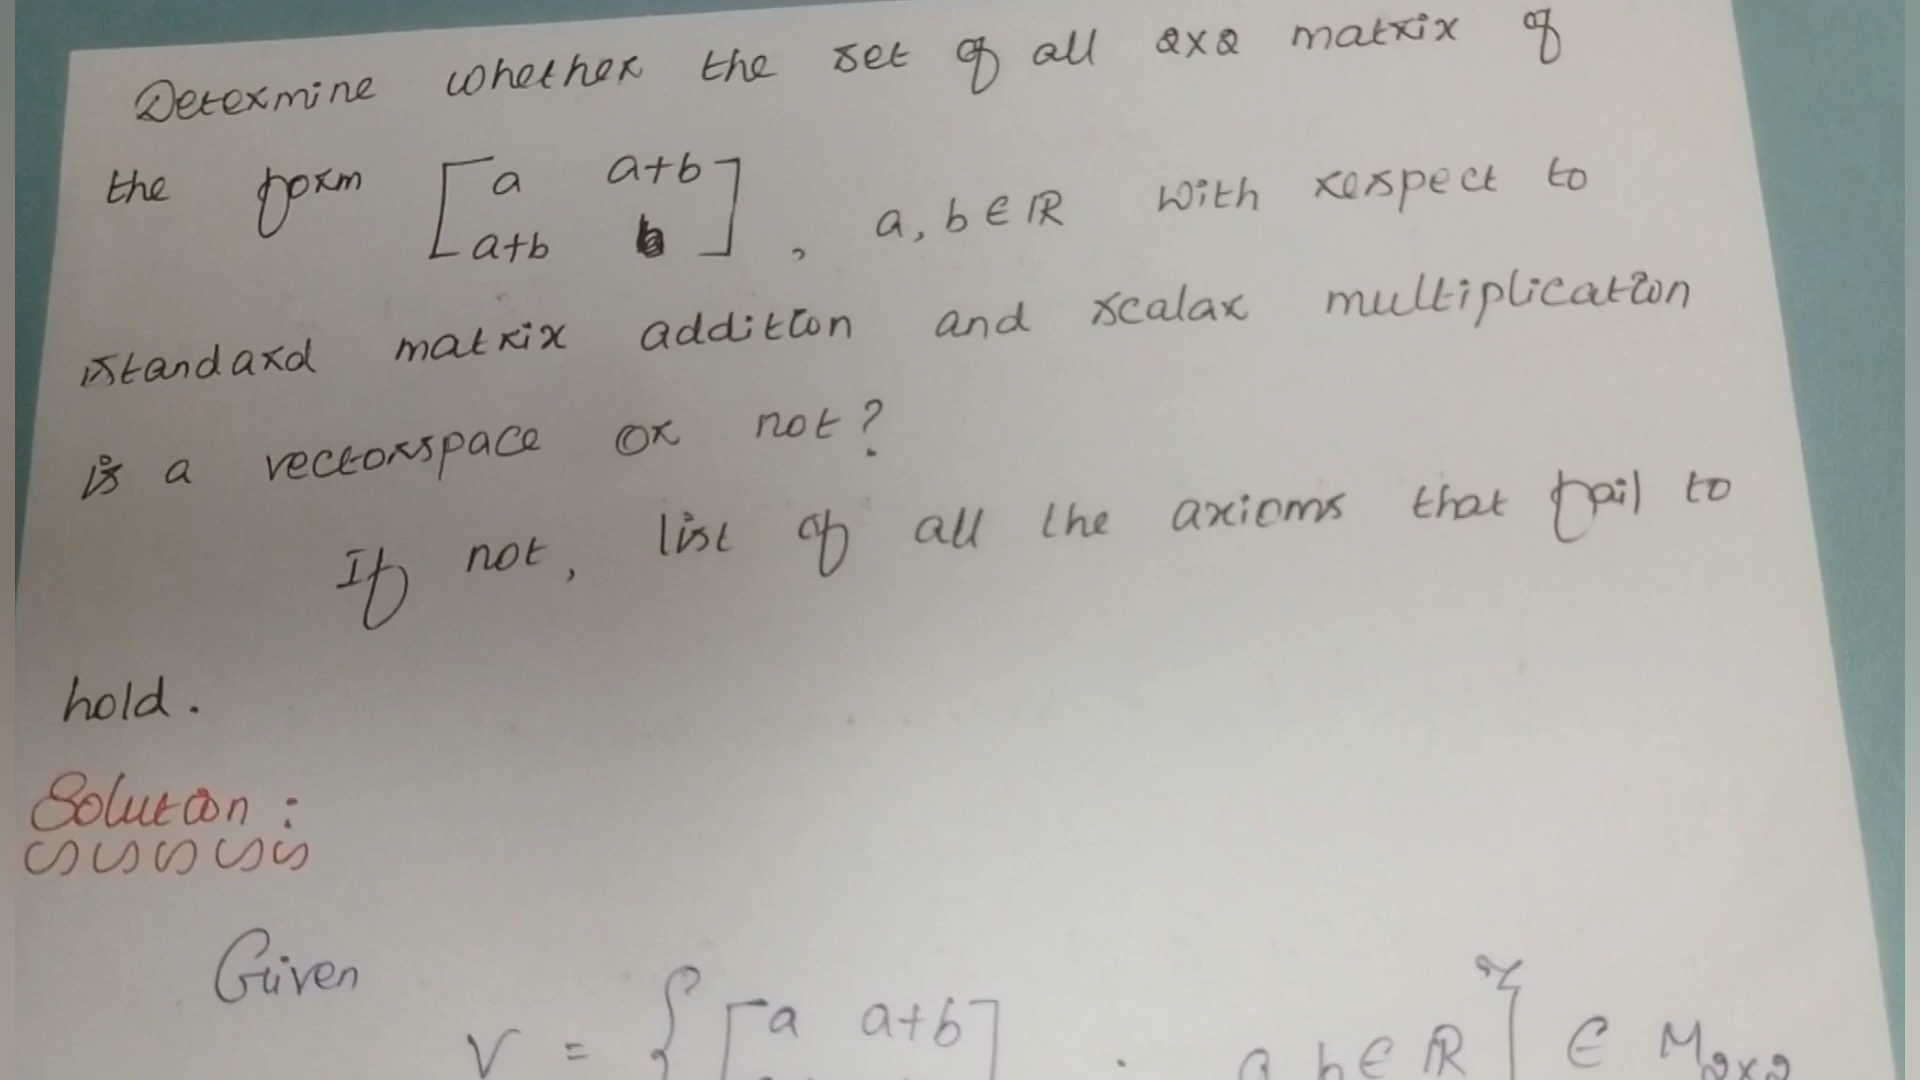 Determine whether the set of all 2x2 matrix of
the form [a a+b
a+b b] , a, b ∈ ℝ with respect to
standard matrix addition and scalar multiplication
is a vectorspace or not?
If not, list of all the axioms that fail to
hold.
Solution :
Given
V = { [a a+b] : a, b ∈ ℝ } ∈ M2x2